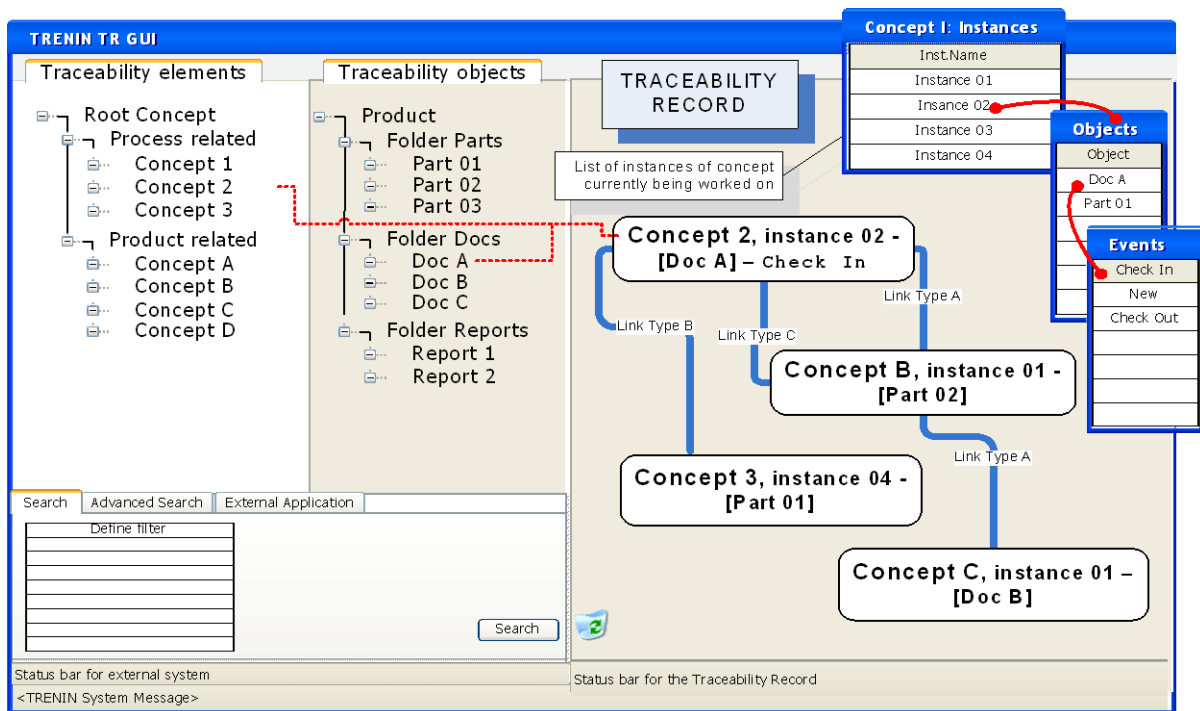 TRENIN TR GUI
Traceability elements
Root Concept
Process related
Concept 1
Concept 2
Concept 3
Product related
Concept A
Concept B
Concept C
Concept D
Traceability objects
Product
Folder Parts
Part 01
Part 02
Part 03
Folder Docs
Doc A
Doc B
Doc C
Folder Reports
Report 1
Report 2
TRACEABILITY
RECORD
List of instances of concept
currently being worked on
Concept I: Instances
Inst.Name
Instance 01
Insance 02
Instance 03
Instance 04
Objects
Object
Doc A
Part 01
Events
Check In
New
Check Out
Concept 2, instance 02 -
[Doc A] – Check In
Link Type A
Link Type B
Link Type C
Concept B, instance 01 -
[Part 02]
Link Type A
Concept 3, instance 04 -
[Part 01]
Concept C, instance 01 –
[Doc B]
Search
Advanced Search
External Application
Define filter
Search
Status bar for external system
Status bar for the Traceability Record
<TRENIN System Message>